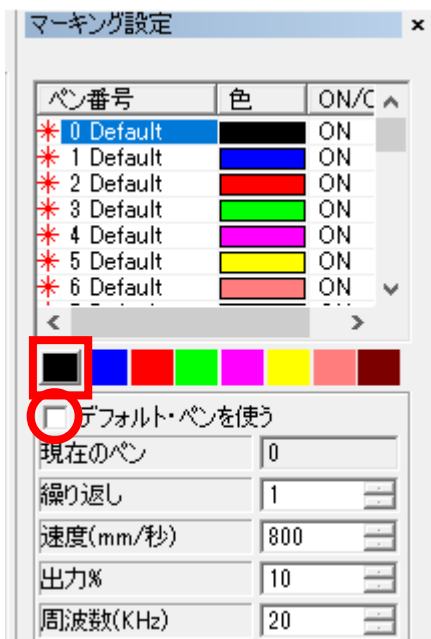 マーキング設定 ×
ペン番号 色 ON/C
0 Default ON
1 Default ON
2 Default ON
3 Default ON
4 Default ON
5 Default ON
6 Default ON
デフォルト・ペンを使う
現在のペン 0
繰り返し 1
速度(mm/秒) 800
出力% 10
周波数(KHz) 20